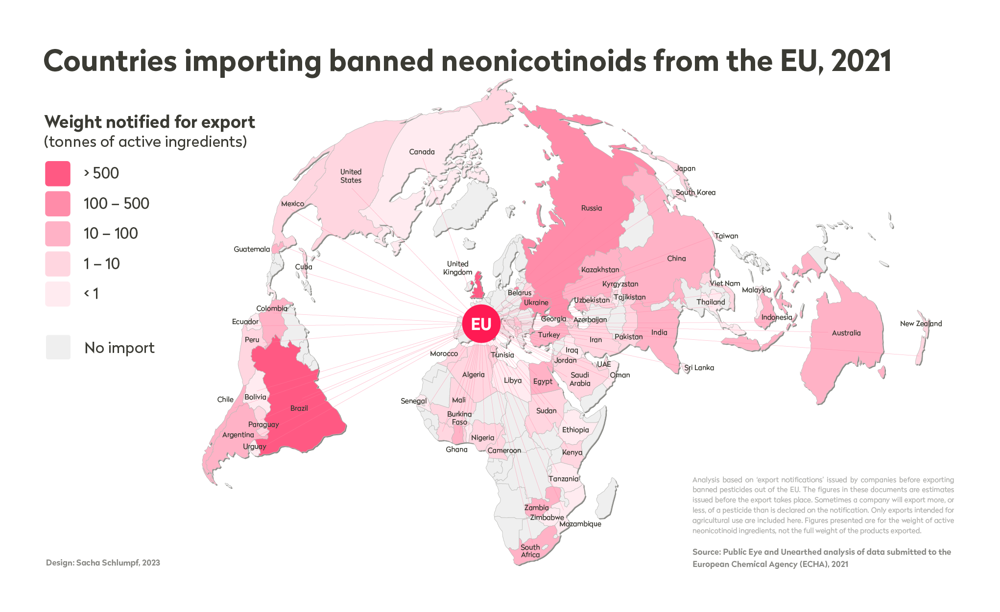 Countries importing banned neonicotinoids from the EU, 2021
Weight notified for export
(tonnes of active ingredients)
> 500
100 – 500
10 – 100
1 – 10
< 1
No import
Canada
United
States
Mexico
Guatemala
Cuba
Colombia
Ecuador
Peru
Bolivia
Chile
Brazil
Paraguay
Argentina
Urguay
United
Kingdom
EU
Russia
Japan
South Korea
Taiwan
China
Kazakhstan
Kyrgyzstan
Viet Nam
Malaysia
Belarus
Ukraine
Uzbekistan
Tajikistan
Thailand
Georgia
Azerbaijan
Indonesia
New Zealand
Turkey
Iran
Pakistan
India
Australia
Morocco
Tunisia
Iraq
Jordan
UAE
Sri Lanka
Algeria
Libya
Egypt
Saudi
Arabia
Oman
Senegal
Mali
Burkina
Faso
Sudan
Ethiopia
Nigeria
Ghana
Cameroon
Kenya
Tanzania
Zambia
Zimbabwe
Mozambique
South
Africa
Analysis based on ‘export notifications’ issued by companies before exporting
banned pesticides out of the EU. The figures in these documents are estimates
issued before the export takes place. Sometimes a company will export more, or
less, of a pesticide than is declared on the notification. Only exports intended for
agricultural use are included here. Figures presented are for the weight of active
neonicotinoid ingredients, not the full weight of the products exported.
Source: Public Eye and Unearthed analysis of data submitted to the
European Chemical Agency (ECHA), 2021
Design: Sacha Schlumpf, 2023